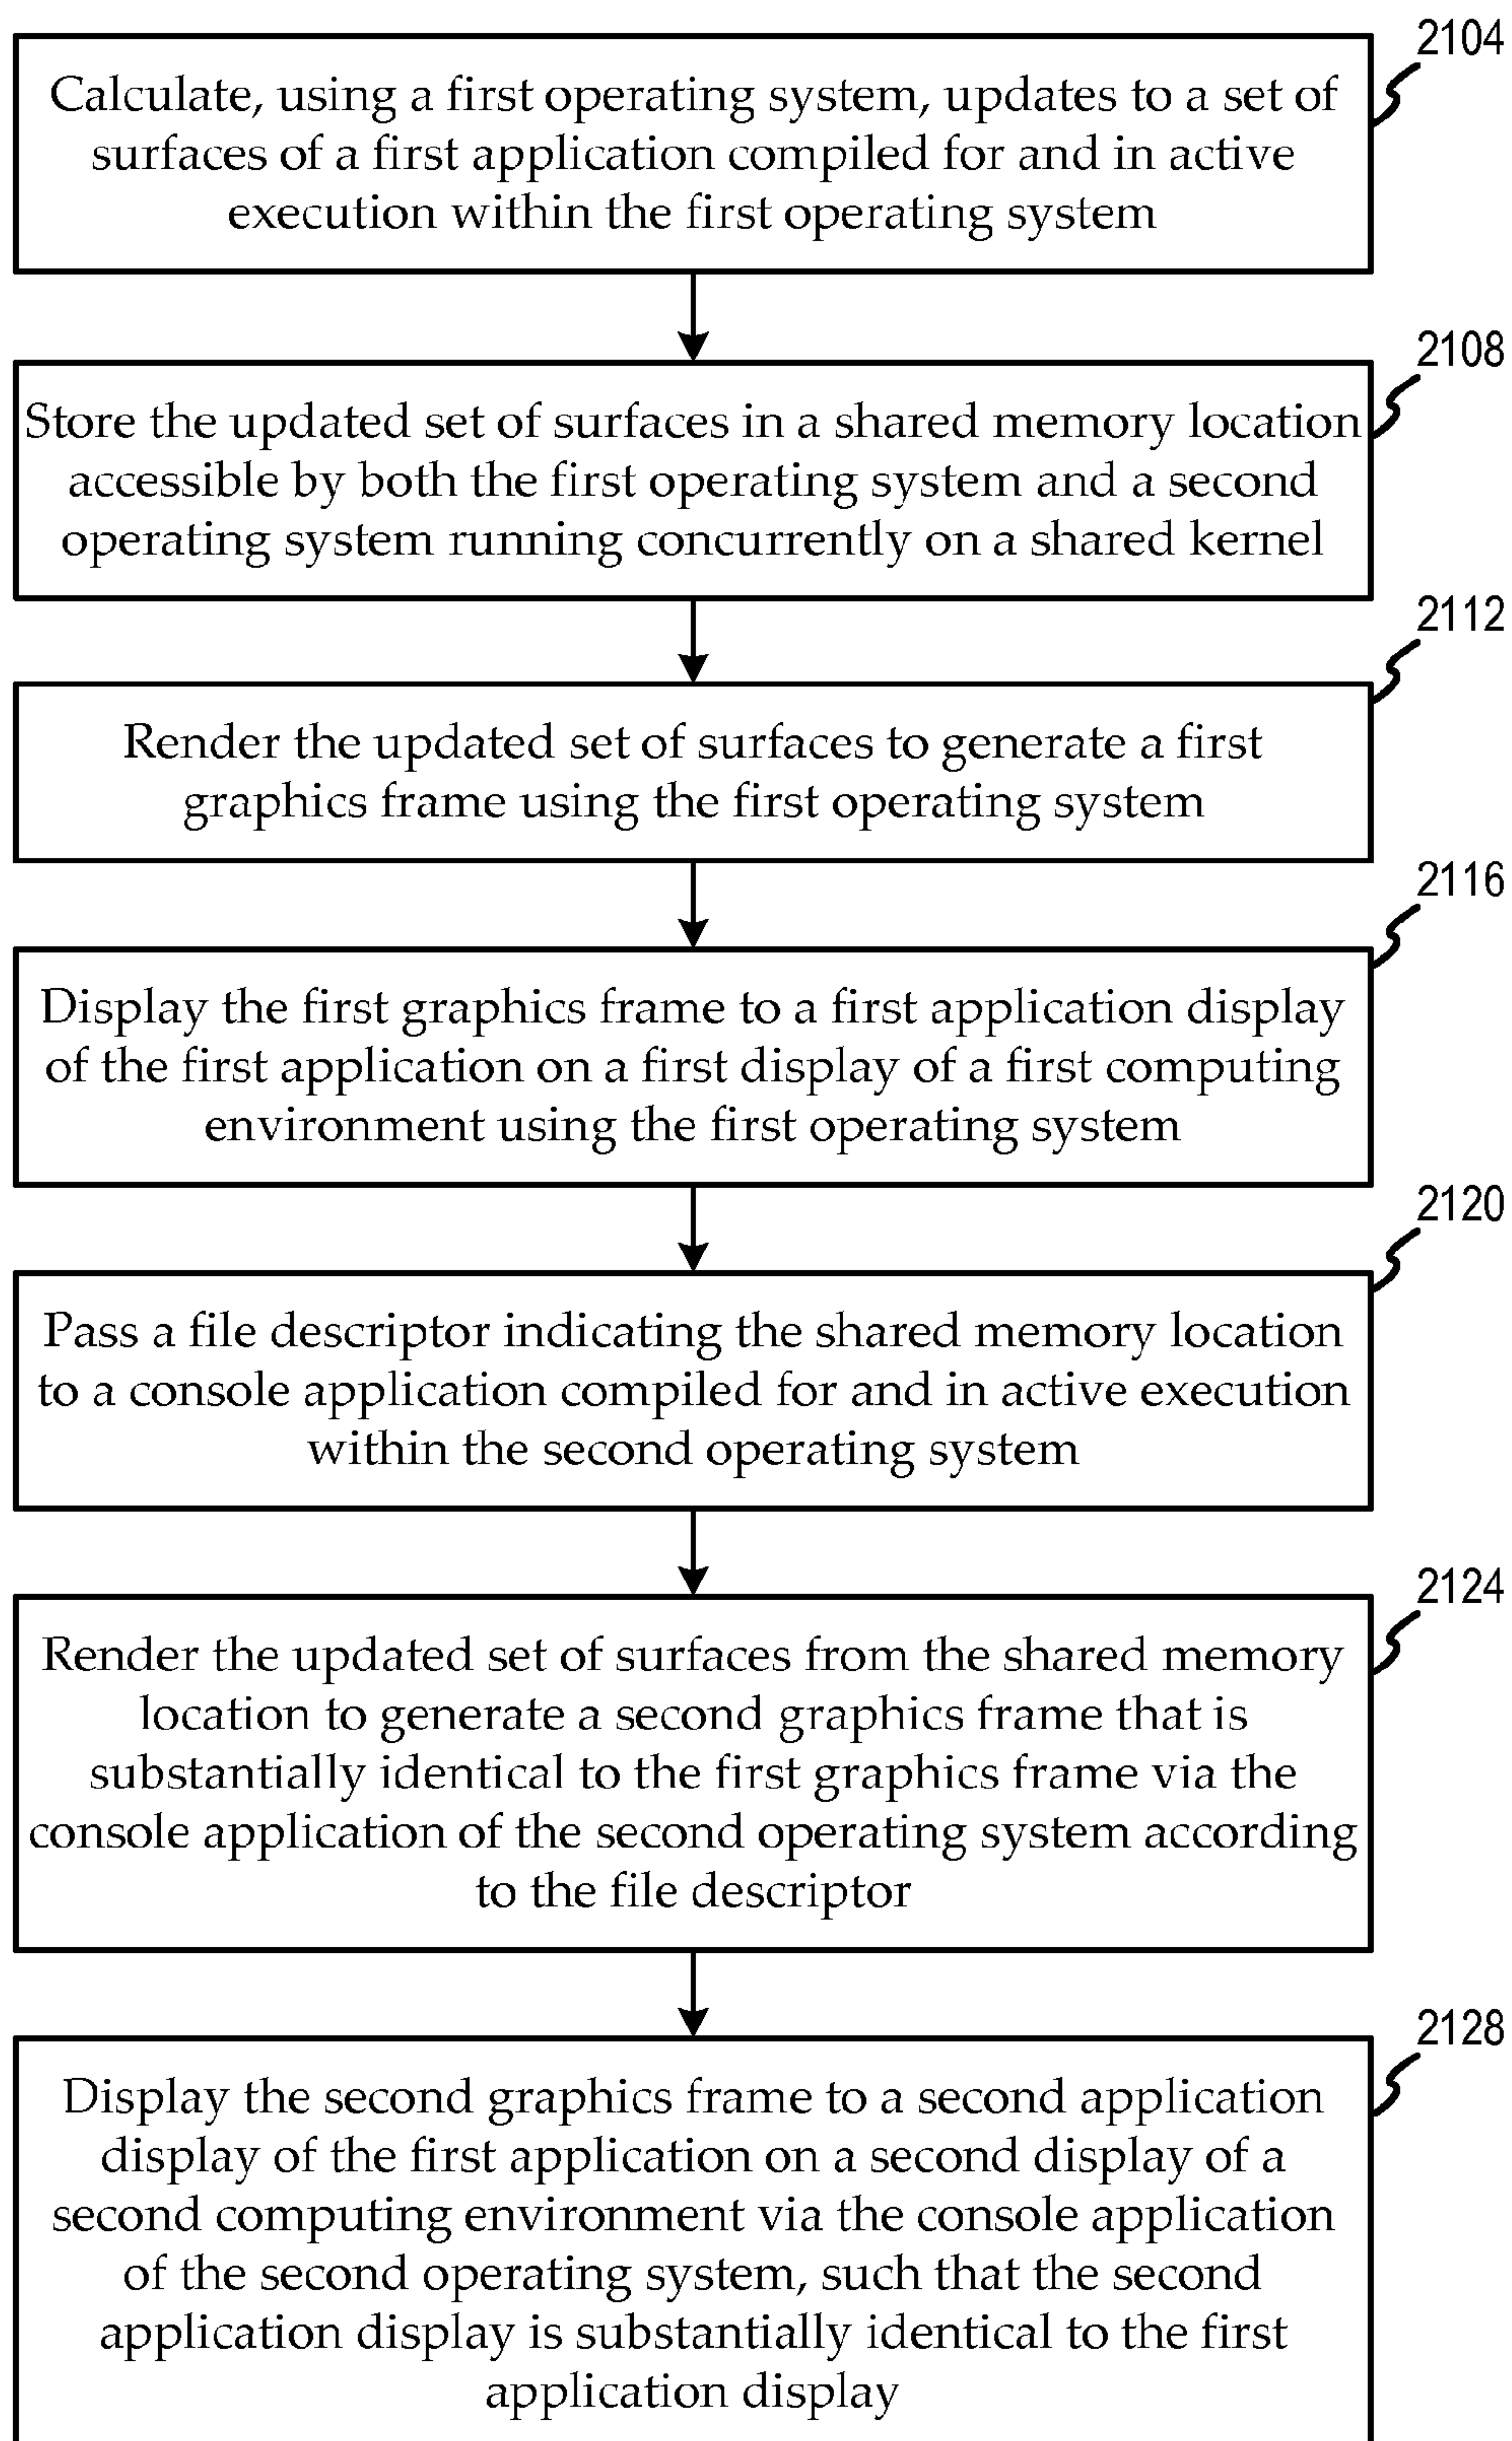 2104
Calculate, using a first operating system, updates to a set of
surfaces of a first application compiled for and in active
execution within the first operating system
2108
Store the updated set of surfaces in a shared memory location
accessible by both the first operating system and a second
operating system running concurrently on a shared kernel
2112
Render the updated set of surfaces to generate a first
graphics frame using the first operating system
2116
Display the first graphics frame to a first application display
of the first application on a first display of a first computing
environment using the first operating system
2120
Pass a file descriptor indicating the shared memory location
to a console application compiled for and in active execution
within the second operating system
2124
Render the updated set of surfaces from the shared memory
location to generate a second graphics frame that is
substantially identical to the first graphics frame via the
console application of the second operating system according
to the file descriptor
2128
Display the second graphics frame to a second application
display of the first application on a second display of a
second computing environment via the console application
of the second operating system, such that the second
application display is substantially identical to the first
application display